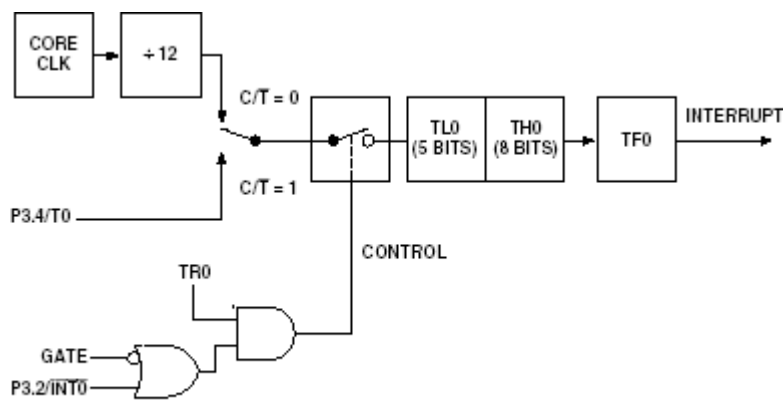 CORE
CLK
÷ 12
C/T̅ = 0
TL0
(5 BITS)
TH0
(8 BITS)
TF0
INTERRUPT
C/T̅ = 1
P3.4/T0
CONTROL
TR0
GATE
P3.2/I̅N̅T̅0̅